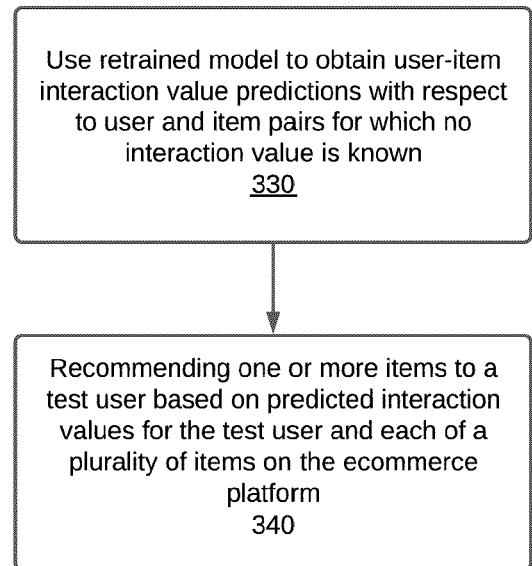 Use retrained model to obtain user-item
interaction value predictions with respect
to user and item pairs for which no
interaction value is known
330
Recommending one or more items to a
test user based on predicted interaction
values for the test user and each of a
plurality of items on the ecommerce
platform
340